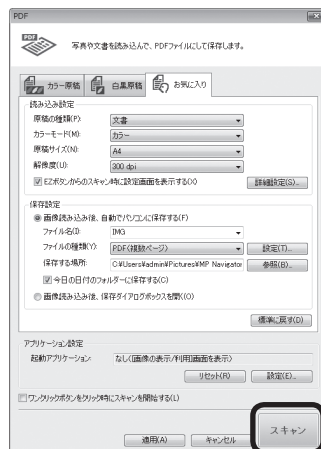 PDF
PDF
写真や文書を読み込んで、PDFファイルにして保存します。
カラー原稿 白黒原稿 お気に入り
読み込み設定
原稿の種類(P): 文書
カラーモード(M): カラー
原稿サイズ(N): A4
解像度(U): 300 dpi
EZボタンからのスキャン時に設定画面を表示する(X) 詳細設定(S)...
保存設定
画像読み込み後、自動でパソコンに保存する(F)
ファイル名(I): IMG
ファイルの種類(Y): PDF(複数ページ) 設定(T)...
保存する場所: C:¥Users¥admin¥Pictures¥MP Navigator 参照(B)...
今日の日付のフォルダーに保存する(C)
画像読み込み後、保存ダイアログボックスを開く(O)
標準に戻す(D)
アプリケーション設定
起動アプリケーション: なし([画像の表示/利用]画面を表示)
リセット(R) 設定(E)...
ワンクリックボタンをクリック時にスキャンを開始する(L)
適用(A) キャンセル スキャン